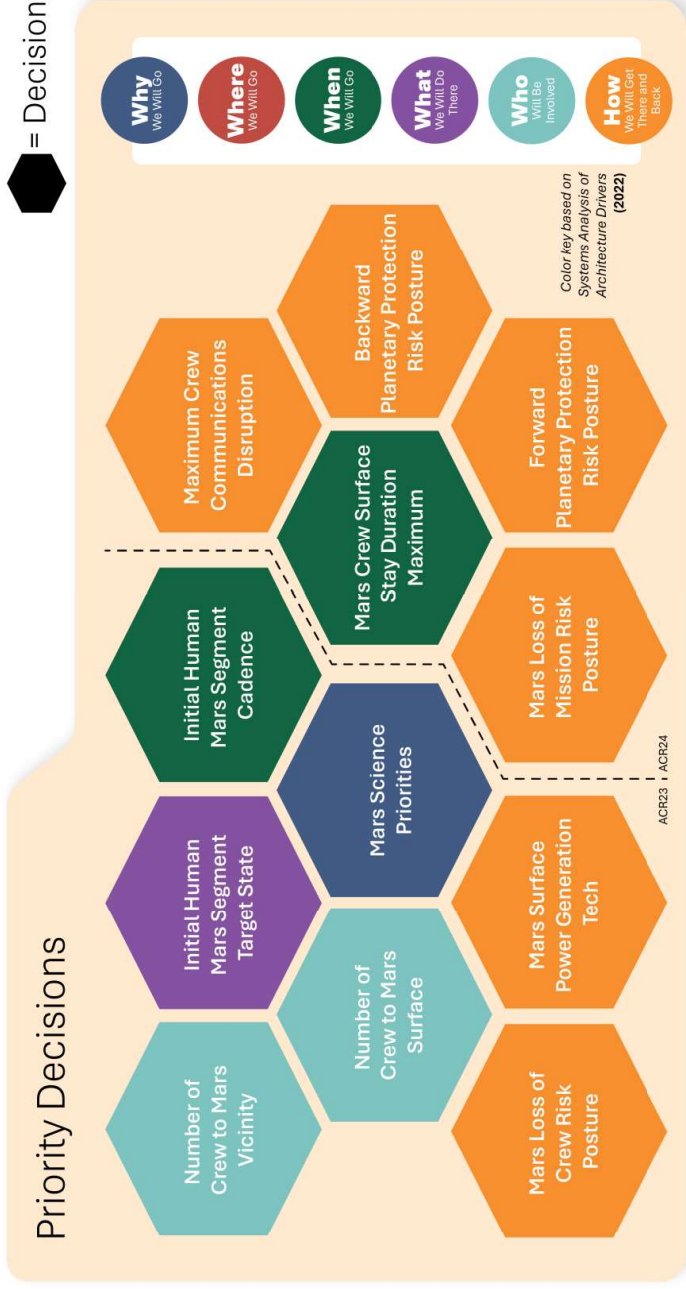 Priority Decisions
= Decision
Number of
Crew to Mars
Vicinity
Initial Human
Mars Segment
Target State
Initial Human
Mars Segment
Cadence
Maximum Crew
Communications
Disruption
Number of
Crew to Mars
Surface
Mars Science
Priorities
Mars Crew Surface
Stay Duration
Maximum
Backward
Planetary Protection
Risk Posture
Mars Loss of
Crew Risk
Posture
Mars Surface
Power Generation
Tech
Mars Loss of
Mission Risk
Posture
Forward
Planetary Protection
Risk Posture
ACR23
ACR24
Why
We Will Go
Where
We Will Go
When
We Will Go
What
We Will Do
There
Who
Will Be
Involved
How
We Will Get
There and
Back
Color key based on
Systems Analysis of
Architecture Drivers
(2022)